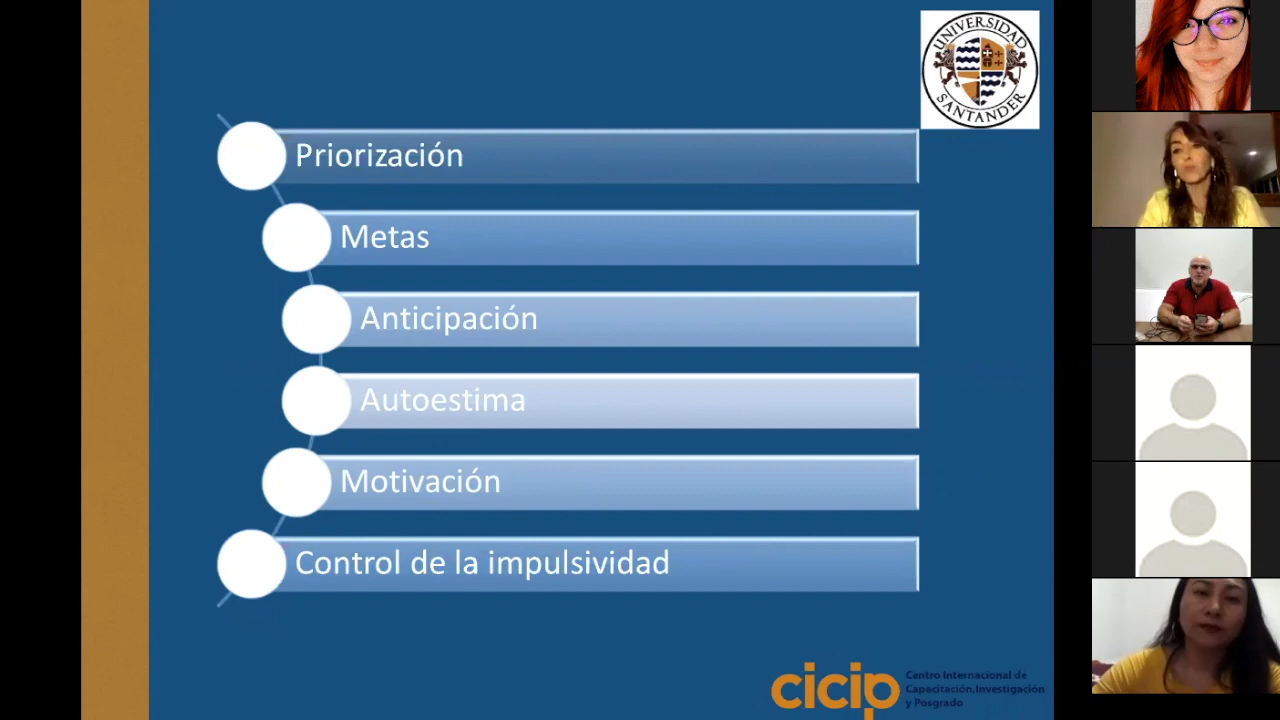 UNIVERSIDAD
SANTANDER
Priorización
Metas
Anticipación
Autoestima
Motivación
Control de la impulsividad
cicip
Centro Internacional de
Capacitación,Investigación
y Posgrado